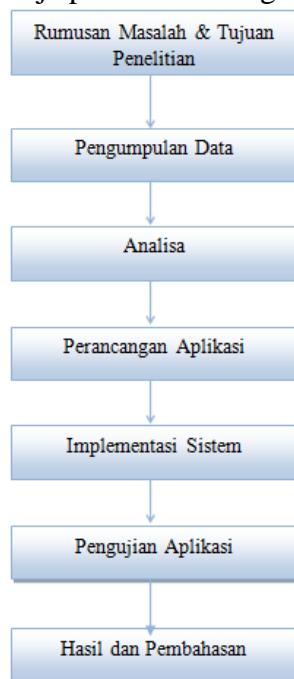 Rumusan Masalah & Tujuan
Penelitian
Pengumpulan Data
Analisa
Perancangan Aplikasi
Implementasi Sistem
Pengujian Aplikasi
Hasil dan Pembahasan